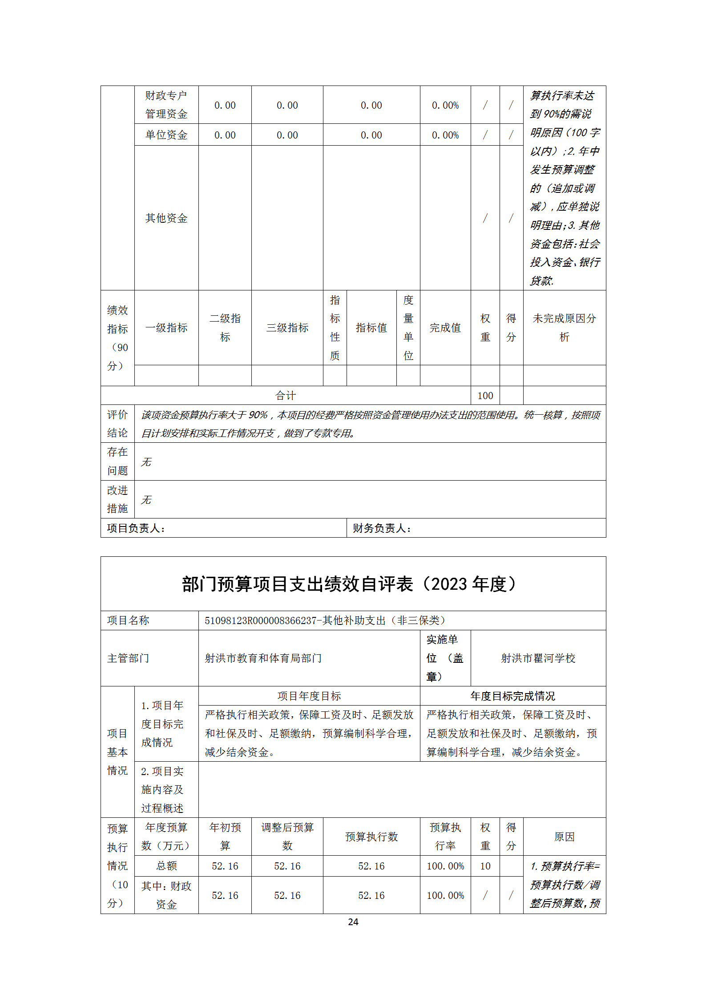 财政专户
管理资金
0.00 0.00 0.00 0.00% / /
单位资金 0.00 0.00 0.00 0.00% / /
其他资金 / /
算执行率未达
到 90%的需说
明原因（100 字
以内）;2.年中
发生预算调整
的（追加或调
减）,应单独说
明理由;3.其他
资金包括:社会
投入资金、银行
贷款.
绩效
指标
（90
分）
一级指标
二级指
标
三级指标
指
标
性
质
指标值
度
量
单
位
完成值
权
重
得
分
未完成原因分
析
合计 100
评价
结论
该项资金预算执行率大于 90%，本项目的经费严格按照资金管理使用办法支出的范围使用。统一核算，按照项
目计划安排和实际工作情况开支，做到了专款专用。
存在
问题
无
改进
措施
无
项目负责人： 财务负责人：
部门预算项目支出绩效自评表（2023 年度）
项目名称 51098123R000008366237-其他补助支出（非三保类）
主管部门 射洪市教育和体育局部门
实施单
位 （盖
章）
射洪市瞿河学校
项目
基本
情况
1.项目年
度目标完
成情况
项目年度目标 年度目标完成情况
严格执行相关政策，保障工资及时、足额发放
和社保及时、足额缴纳，预算编制科学合理，
减少结余资金。
严格执行相关政策，保障工资及时、
足额发放和社保及时、足额缴纳，预
算编制科学合理，减少结余资金。
2.项目实
施内容及
过程概述
预算
执行
情况
（10
分）
年度预算
数（万元）
年初预
算
调整后预算
数
预算执行数
预算执
行率
权
重
得
分
原因
总额 52.16 52.16 52.16 100.00% 10
其中：财政
资金
52.16 52.16 52.16 100.00% / /
1.预算执行率=
预算执行数/调
整后预算数,预
24